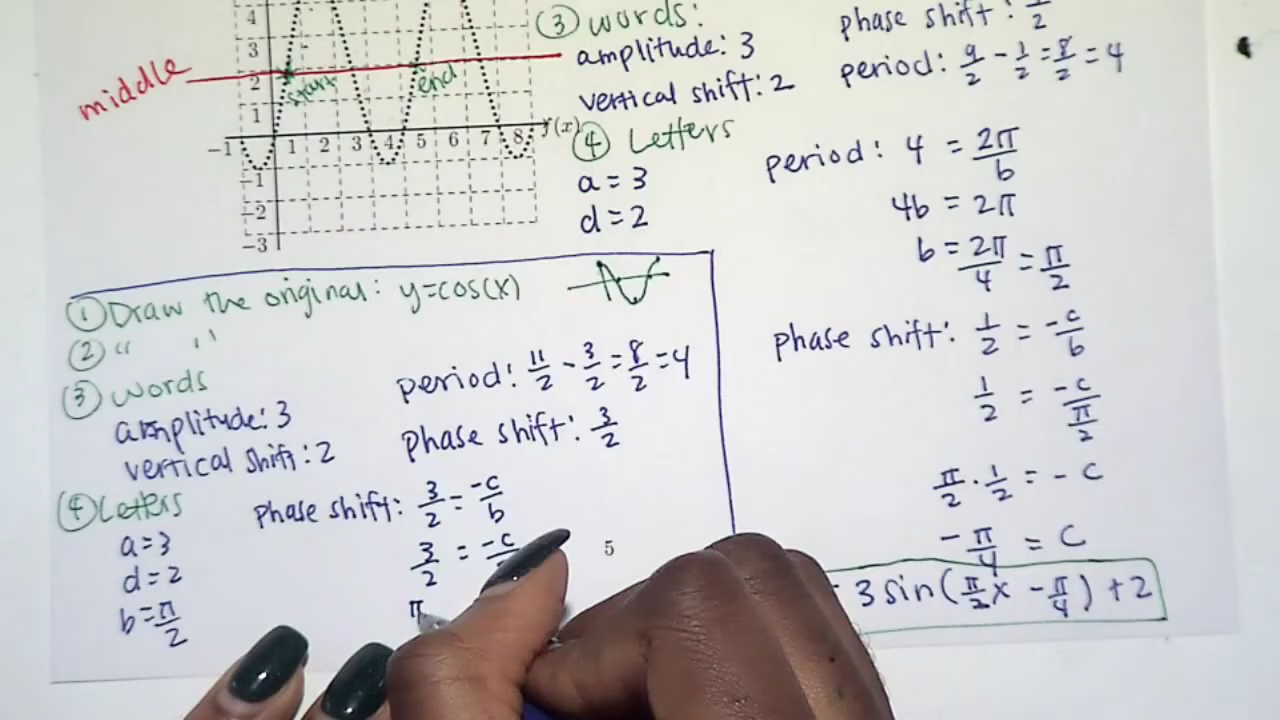 4
3
2
1
-1 1 2 3 4 5 6 7 8 f(x)
-1
-2
-3
middle
start
end
③ words:
amplitude: 3
vertical shift: 2
④ Letters
a = 3
d = 2
phase shift: 1/2
period: 9/2 - 1/2 = 8/2 = 4
period: 4 = 2π/b
4b = 2π
b = 2π/4 = π/2
phase shift: 1/2 = -c/b
1/2 = -c/(π/2)
π/2 · 1/2 = - c
-π/4 = c
3 sin(π/2 x - π/4) + 2
① Draw the original: y=cos(x)
② " "
③ words
amplitude: 3
vertical shift: 2
period: 11/2 - 3/2 = 8/2 = 4
phase shift: 3/2
④ Letters
a=3
d=2
b=π/2
phase shift: 3/2 = -c/b
3/2 = -c
π
5